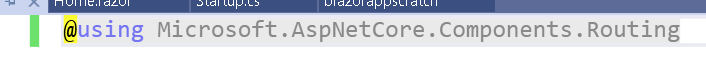 Home.razor Startup.cs blazorappscratch
@using Microsoft.AspNetCore.Components.Routing